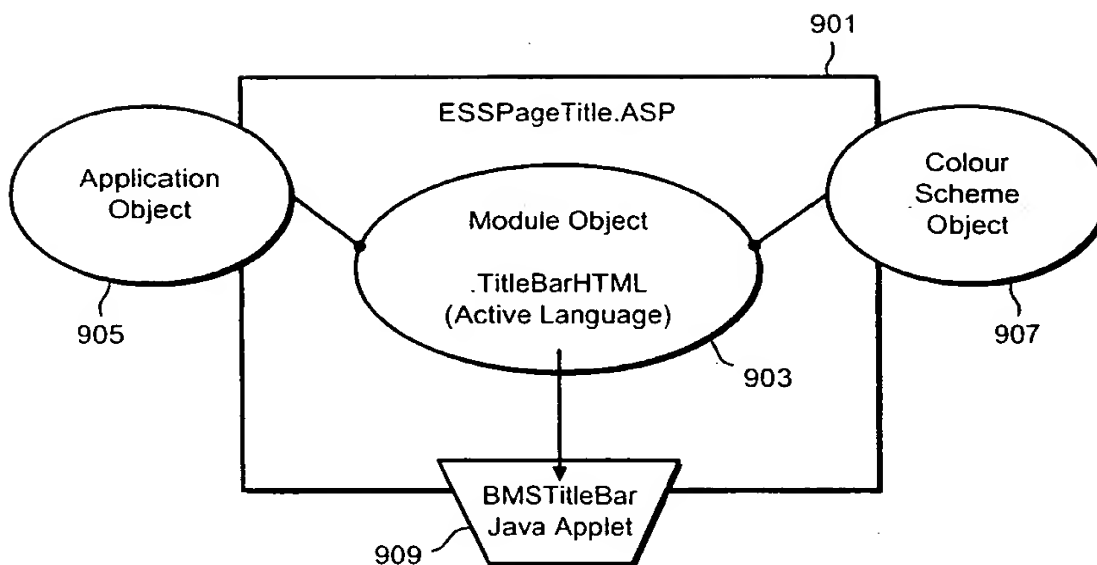 901
ESSPageTitle.ASP
Application
Object
Colour
Scheme
Object
Module Object
.TitleBarHTML
(Active Language)
905
907
903
BMSTitleBar
Java Applet
909